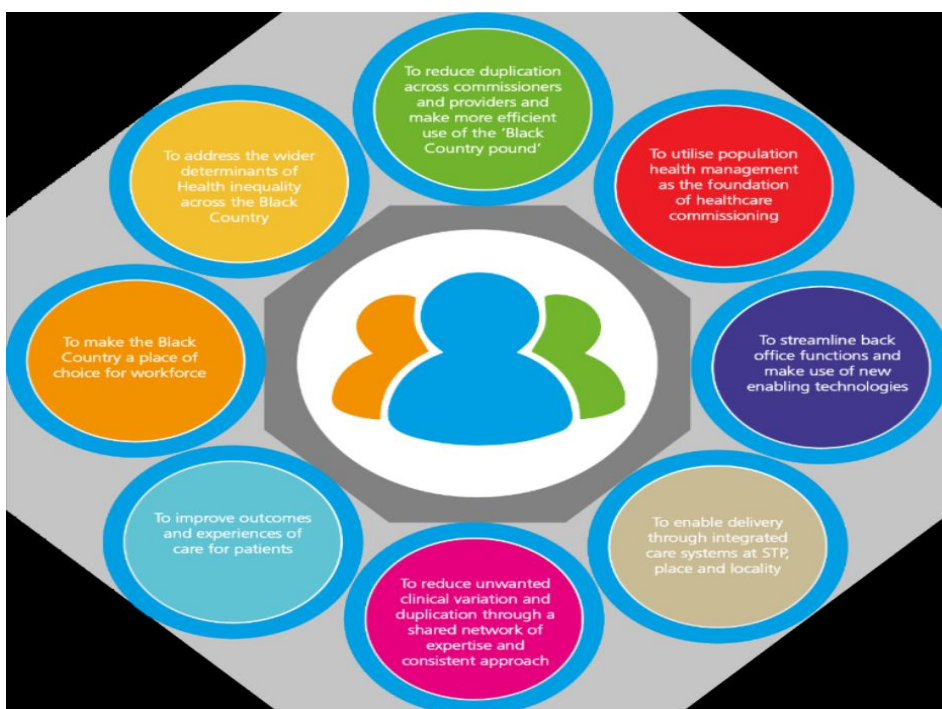 To reduce duplication
across commissioners
and providers and
make more efficient
use of the ‘Black
Country pound’
To utilise population
health management
as the foundation
of healthcare
commissioning
To streamline back
office functions and
make use of new
enabling technologies
To enable delivery
through integrated
care systems at STP,
place and locality
To reduce unwanted
clinical variation and
duplication through a
shared network of
expertise and
consistent approach
To improve outcomes
and experiences of
care for patients
To make the Black
Country a place of
choice for workforce
To address the wider
determinants of
Health inequality
across the Black
Country